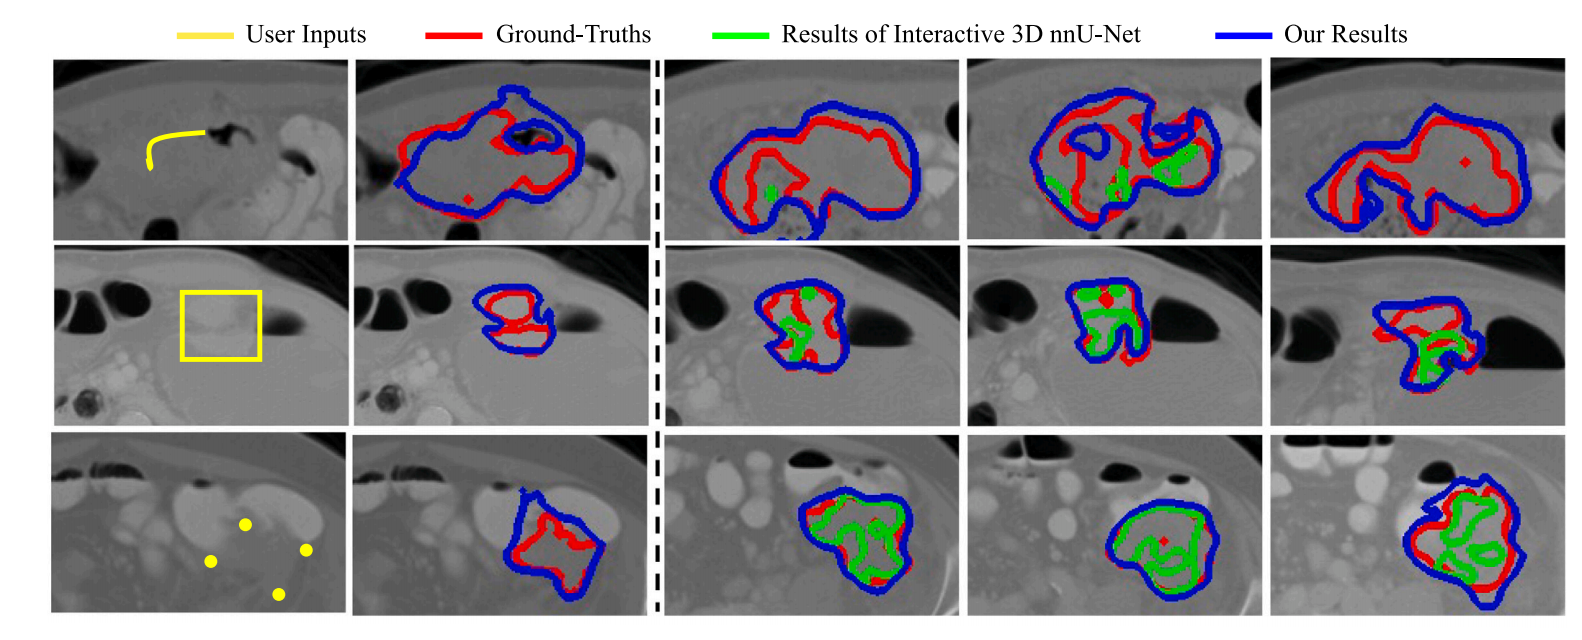 User Inputs Ground-Truths Results of Interactive 3D nnU-Net Our Results